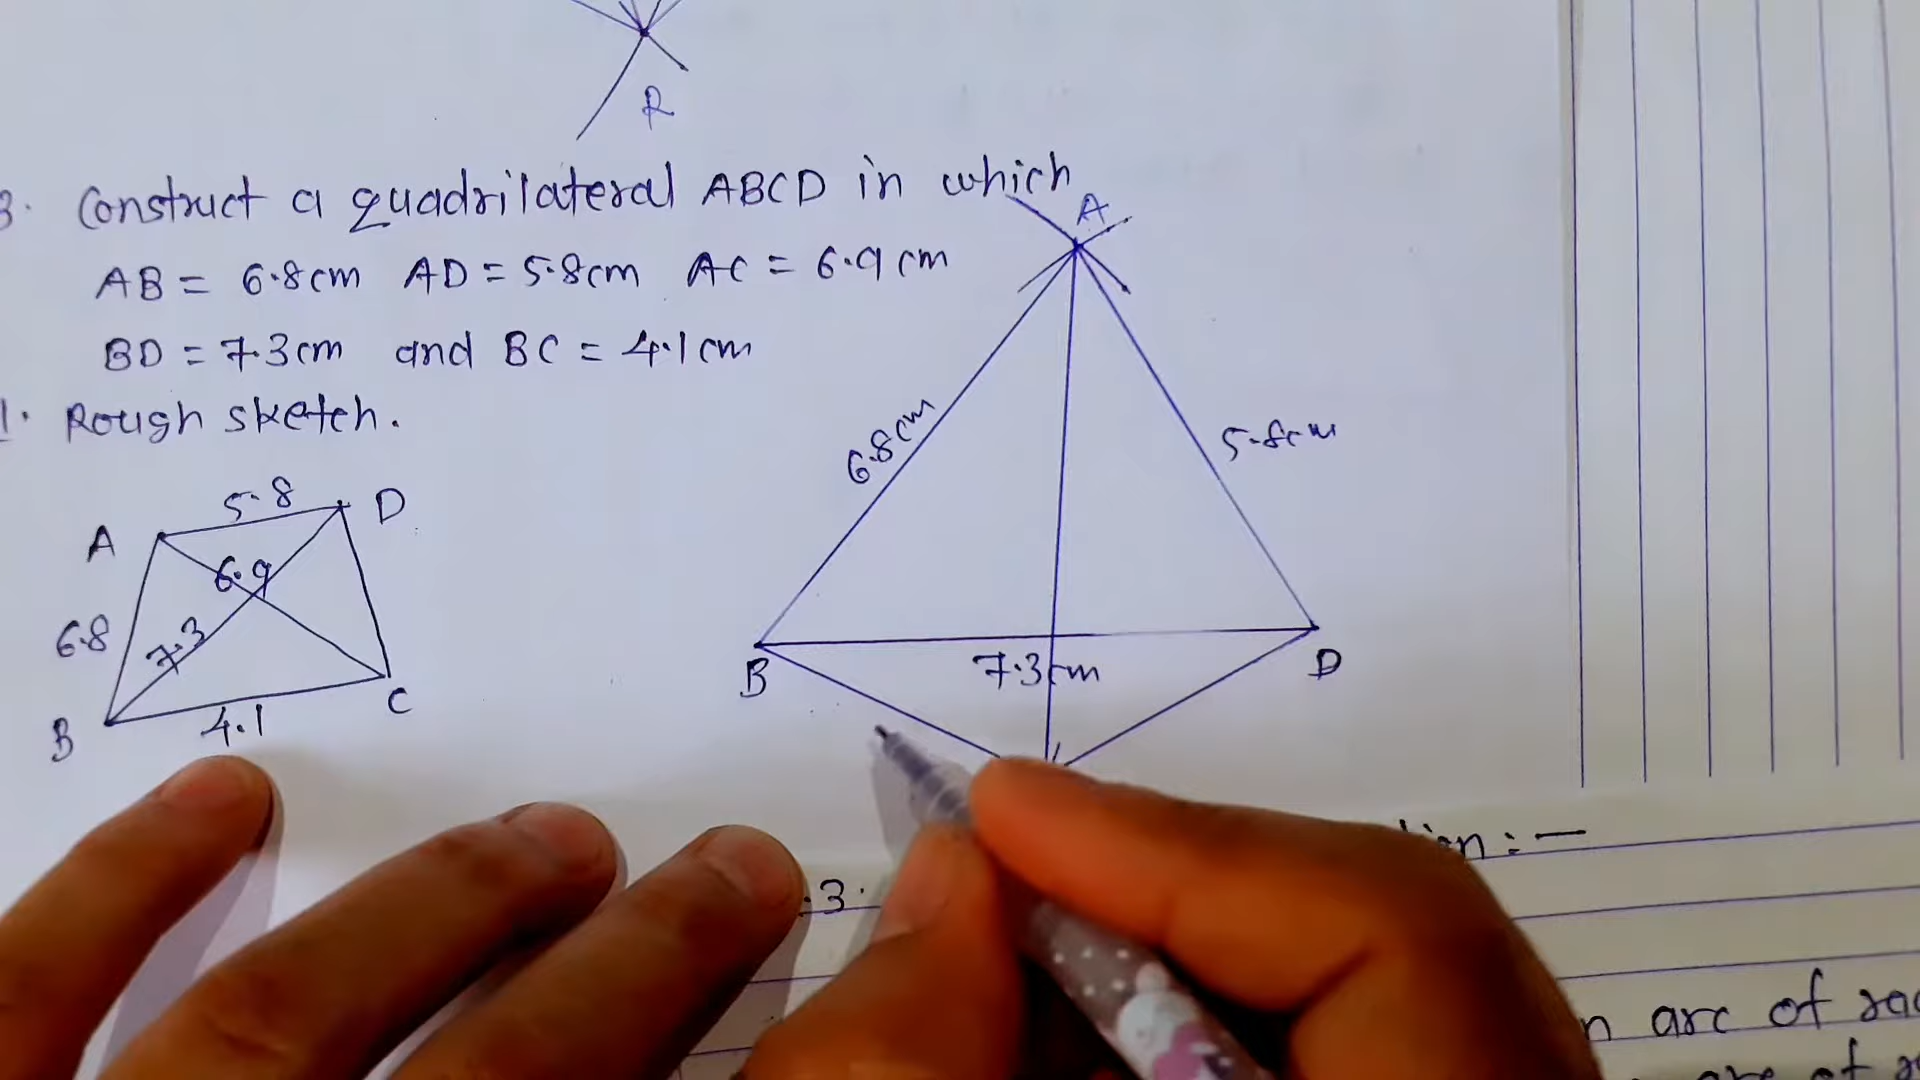 R
3. Construct a quadrilateral ABCD in which
AB = 6.8cm AD = 5.8cm AC = 6.9cm
BD = 7.3cm and BC = 4.1cm
1. Rough sketch.
5.8
A
D
6.9
6.8
7.3
B
4.1
C
A
6.8cm
5.8cm
B
7.3cm
D
.3.
n arc of